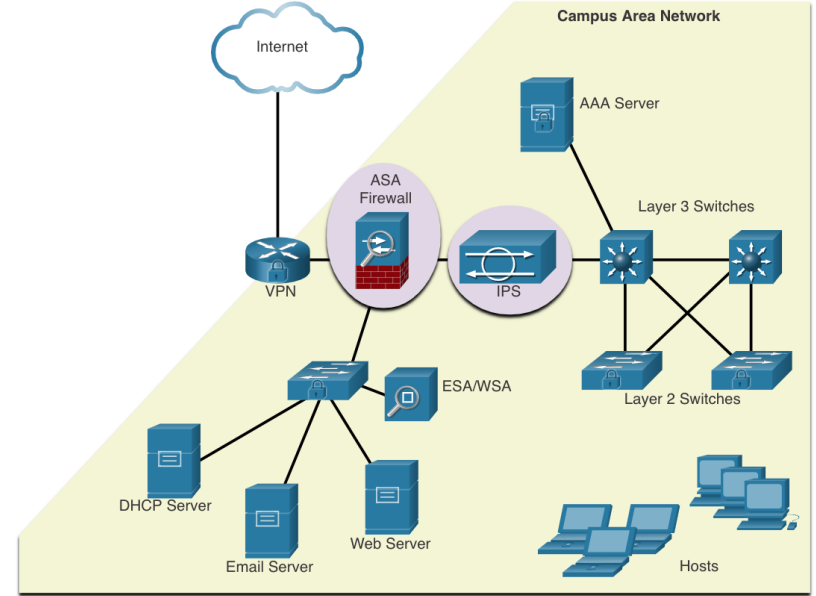 Campus Area Network
Internet
AAA Server
ASA
Firewall
Layer 3 Switches
VPN
IPS
ESA/WSA
Layer 2 Switches
DHCP Server
Web Server
Email Server
Hosts